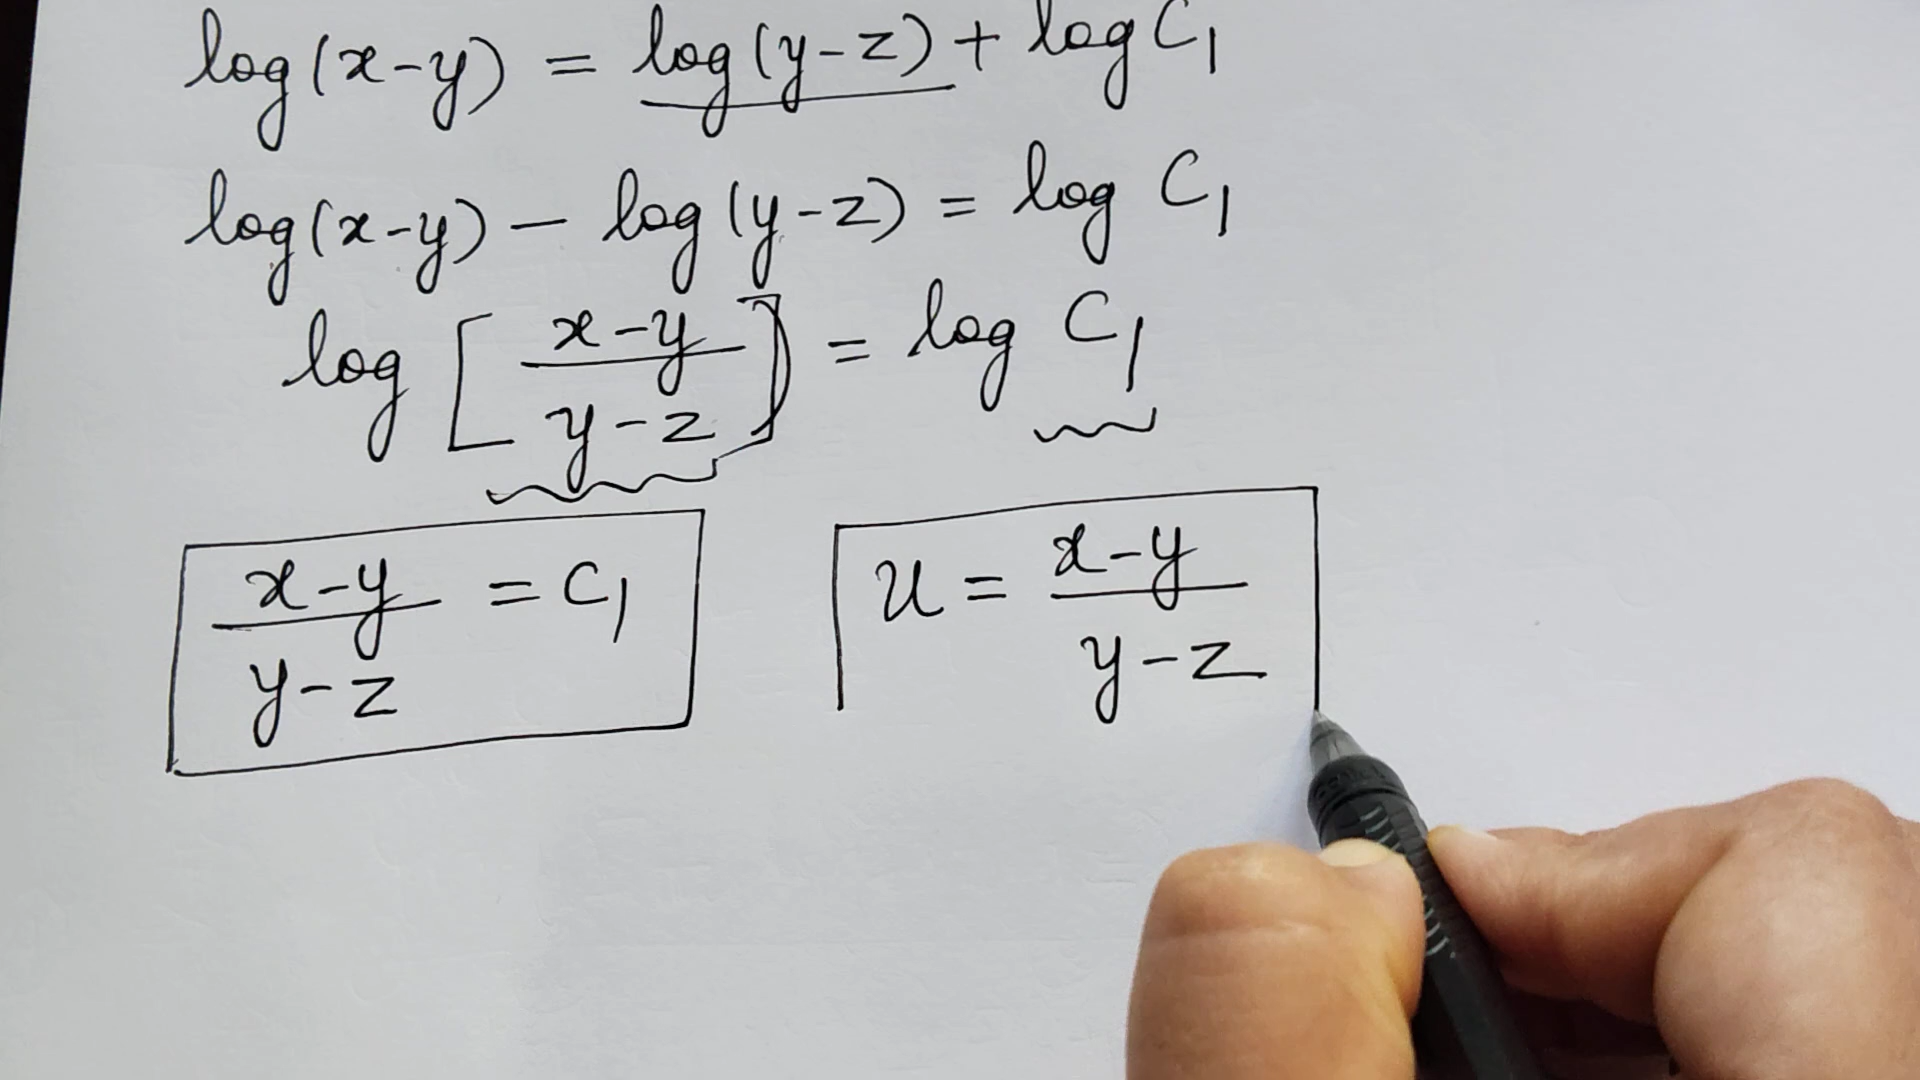 log(x-y) = log(y-z) + log C₁
log(x-y) - log(y-z) = log C₁
log [x-y / y-z] = log C₁
x-y / y-z = C₁
u = x-y / y-z